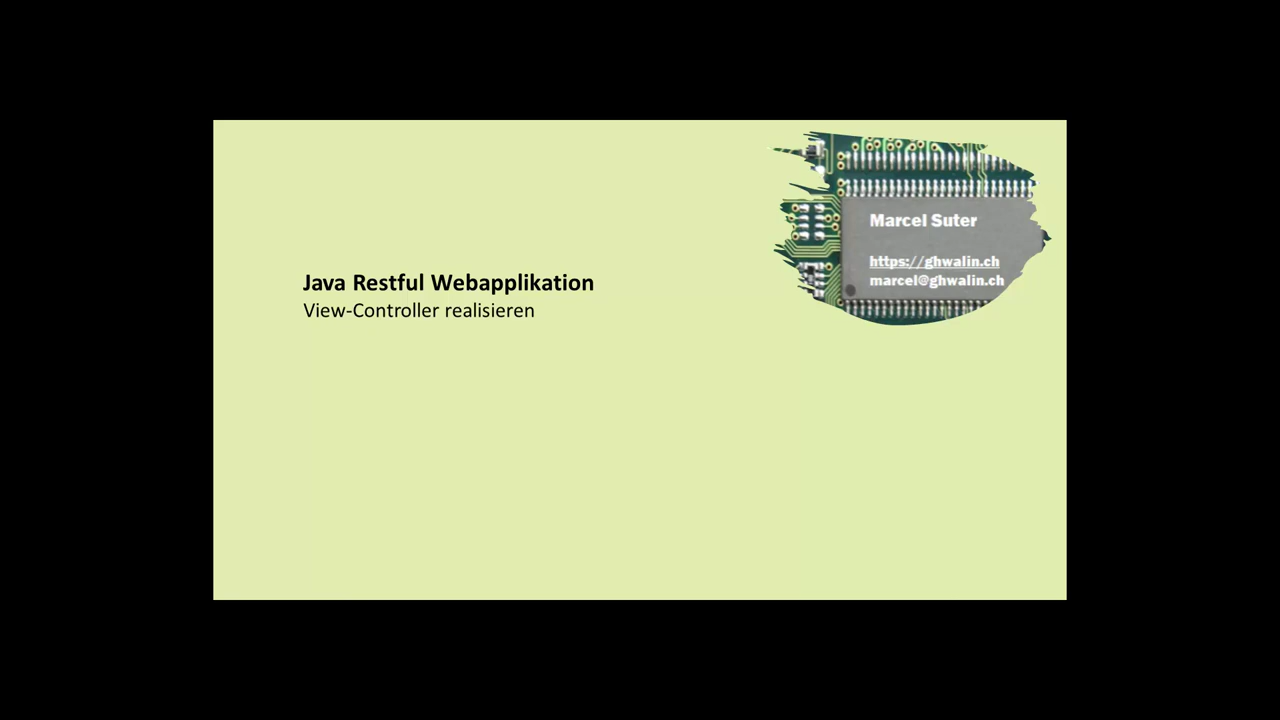 Java Restful Webapplikation
View-Controller realisieren
Marcel Suter
https://ghwalin.ch
marcel@ghwalin.ch